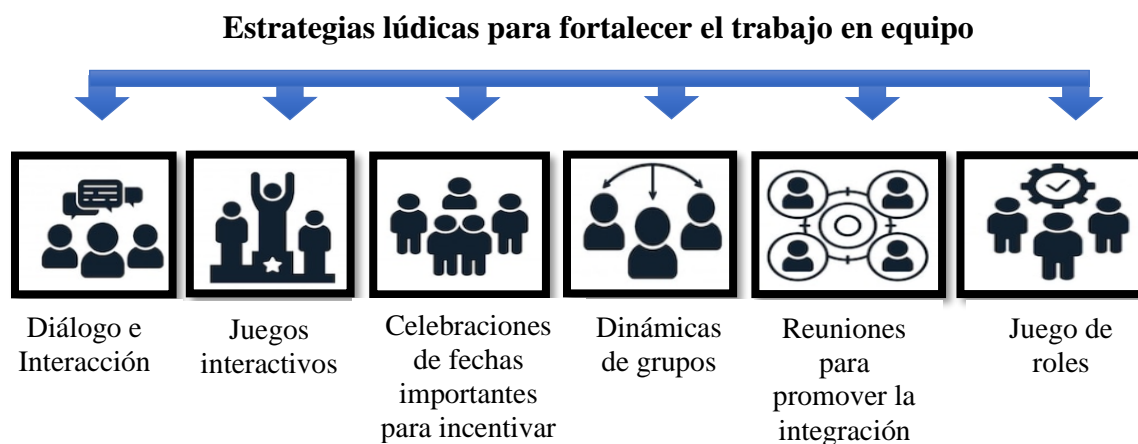 Estrategias lúdicas para fortalecer el trabajo en equipo
Diálogo e
Interacción
Juegos
interactivos
Celebraciones
de fechas
importantes
para incentivar
Dinámicas
de grupos
Reuniones
para
promover la
integración
Juego de
roles